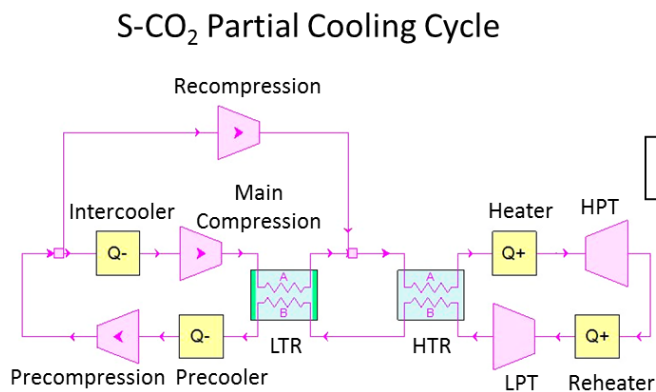 S-CO₂ Partial Cooling Cycle
Recompression
Main
Compression
Intercooler
Heater
HPT
Q-
Q+
A
B
A
B
Q-
Q+
LTR
HTR
Precompression
Precooler
LPT
Reheater